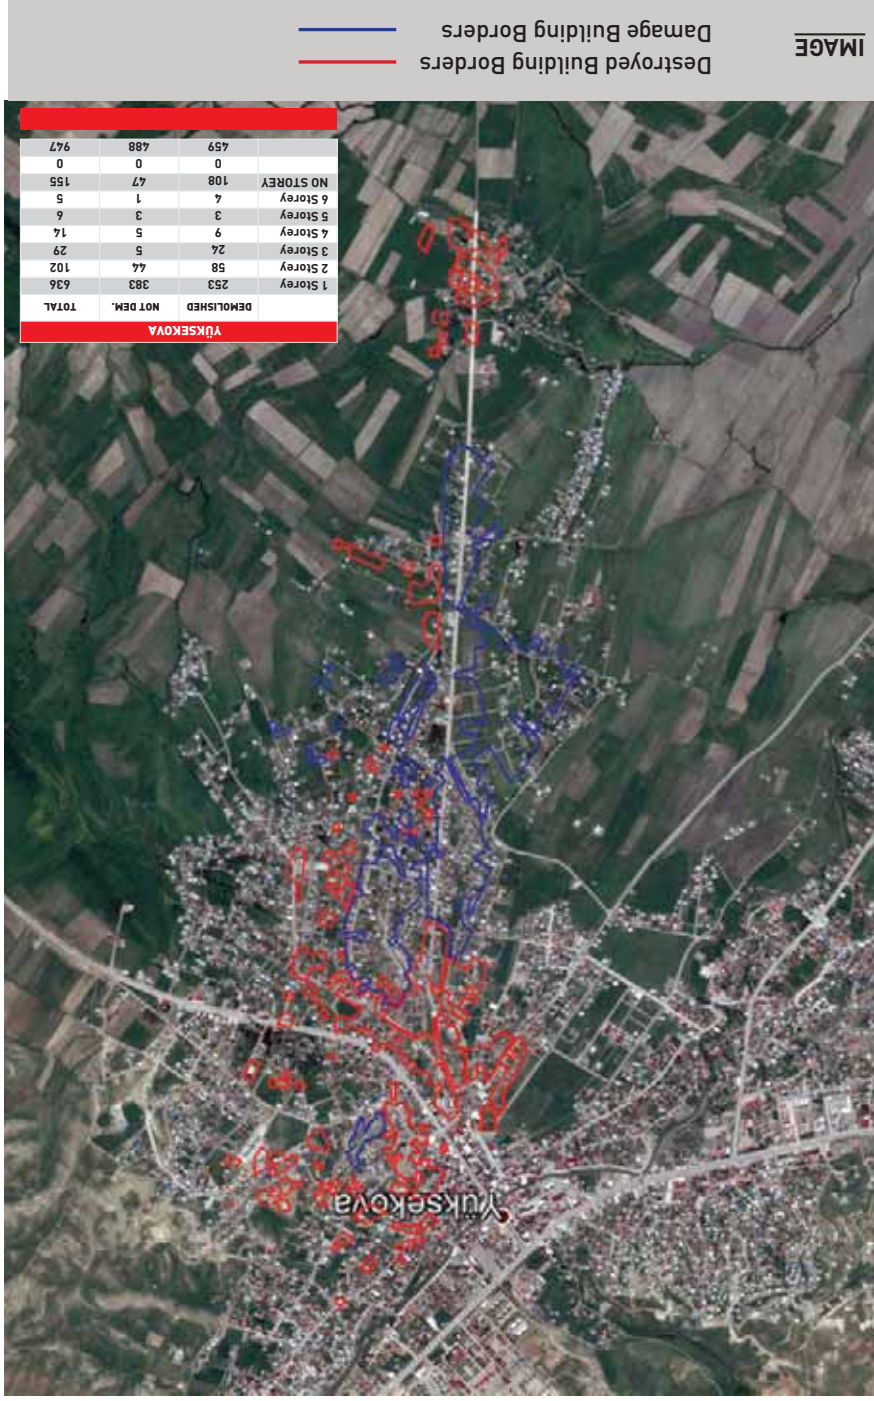 YÜKSEKOVA
DEMOLISHED NOT DEM. TOTAL
1 Storey 253 383 636
2 Storey 58 44 102
3 Storey 24 5 29
4 Storey 9 5 14
5 Storey 3 3 6
6 Storey 4 1 5
NO STOREY 108 47 155
0 0 0
459 488 947
Yüksekova
IMAGE
Destroyed Building Borders
Damage Building Borders